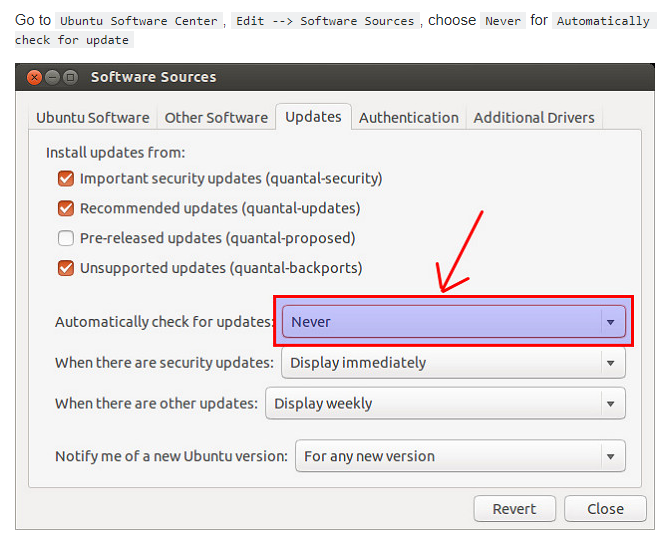 Go to Ubuntu Software Center, Edit --> Software Sources, choose Never for Automatically
check for update
Software Sources
Ubuntu Software Other Software Updates Authentication Additional Drivers
Install updates from:
Important security updates (quantal-security)
Recommended updates (quantal-updates)
Pre-released updates (quantal-proposed)
Unsupported updates (quantal-backports)
Automatically check for updates: Never
When there are security updates: Display immediately
When there are other updates: Display weekly
Notify me of a new Ubuntu version: For any new version
Revert Close